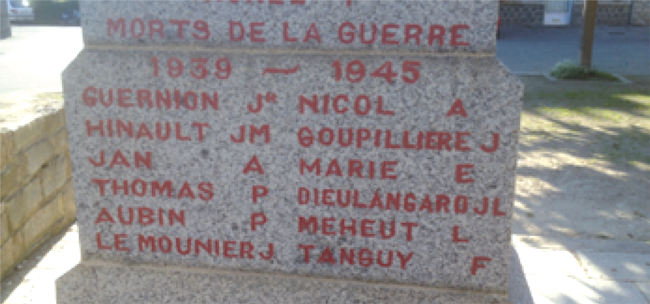 MORTS DE LA GUERRE
1939 — 1945
GUERNION Jᴱ NICOL A
HINAULT JM GOUPILLIERE J
JAN A MARIE E
THOMAS P DIEULANGARD JL
AUBIN P MEHEUT L
LE MOUNIER J TANGUY F